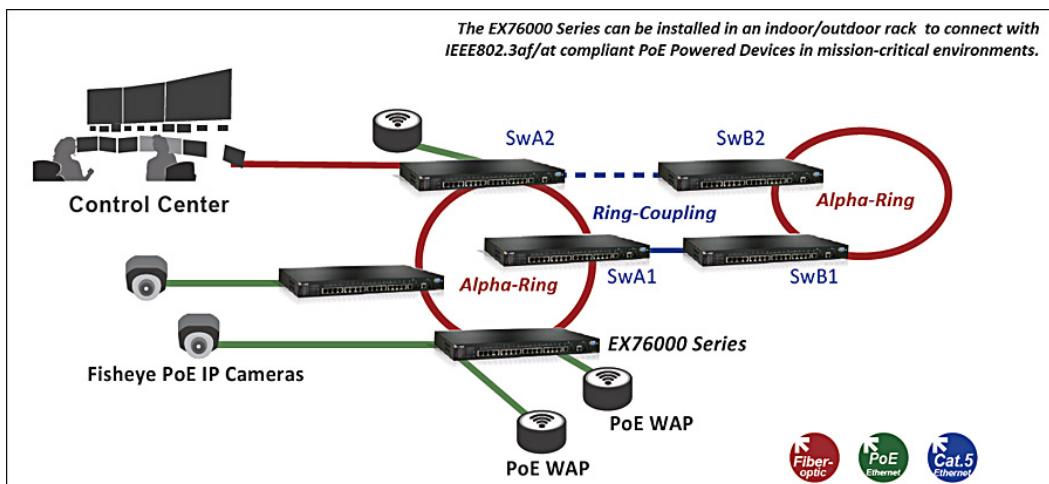 The EX76000 Series can be installed in an indoor/outdoor rack to connect with
IEEE802.3af/at compliant PoE Powered Devices in mission-critical environments.
SwA2
SwB2
Control Center
Ring-Coupling
Alpha-Ring
Alpha-Ring
SwA1
SwB1
EX76000 Series
Fisheye PoE IP Cameras
PoE WAP
PoE WAP
Fiber-
optic
PoE
Ethernet
Cat.5
Ethernet